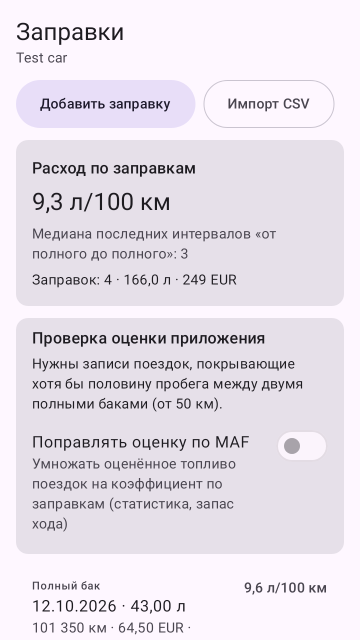 Заправки
Test car
Добавить заправку
Импорт CSV
Расход по заправкам
9,3 л/100 км
Медиана последних интервалов «от
полного до полного»: 3
Заправок: 4 · 166,0 л · 249 EUR
Проверка оценки приложения
Нужны записи поездок, покрывающие
хотя бы половину пробега между двумя
полными баками (от 50 км).
Поправлять оценку по MAF
Умножать оценённое топливо
поездок на коэффициент по
заправкам (статистика, запас
хода)
Полный бак
9,6 л/100 км
12.10.2026 · 43,00 л
101 350 км · 64,50 EUR ·